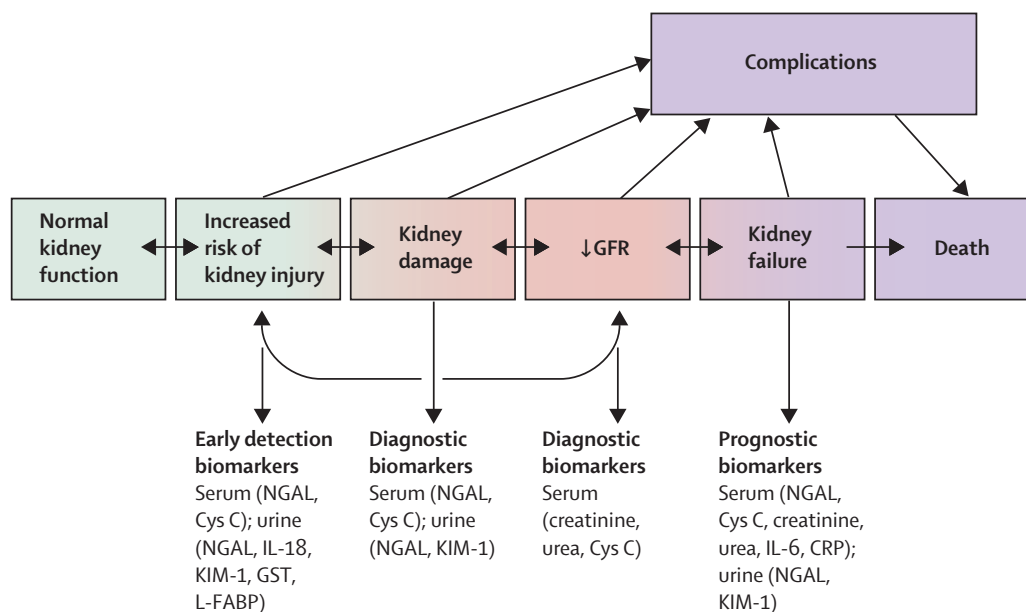 Complications
Normal
kidney
function
Increased
risk of
kidney injury
Kidney
damage
↓GFR
Kidney
failure
Death
Early detection
biomarkers
Serum (NGAL,
Cys C); urine
(NGAL, IL-18,
KIM-1, GST,
L-FABP)
Diagnostic
biomarkers
Serum (NGAL,
Cys C); urine
(NGAL, KIM-1)
Diagnostic
biomarkers
Serum
(creatinine,
urea, Cys C)
Prognostic
biomarkers
Serum (NGAL,
Cys C, creatinine,
urea, IL-6, CRP);
urine (NGAL,
KIM-1)